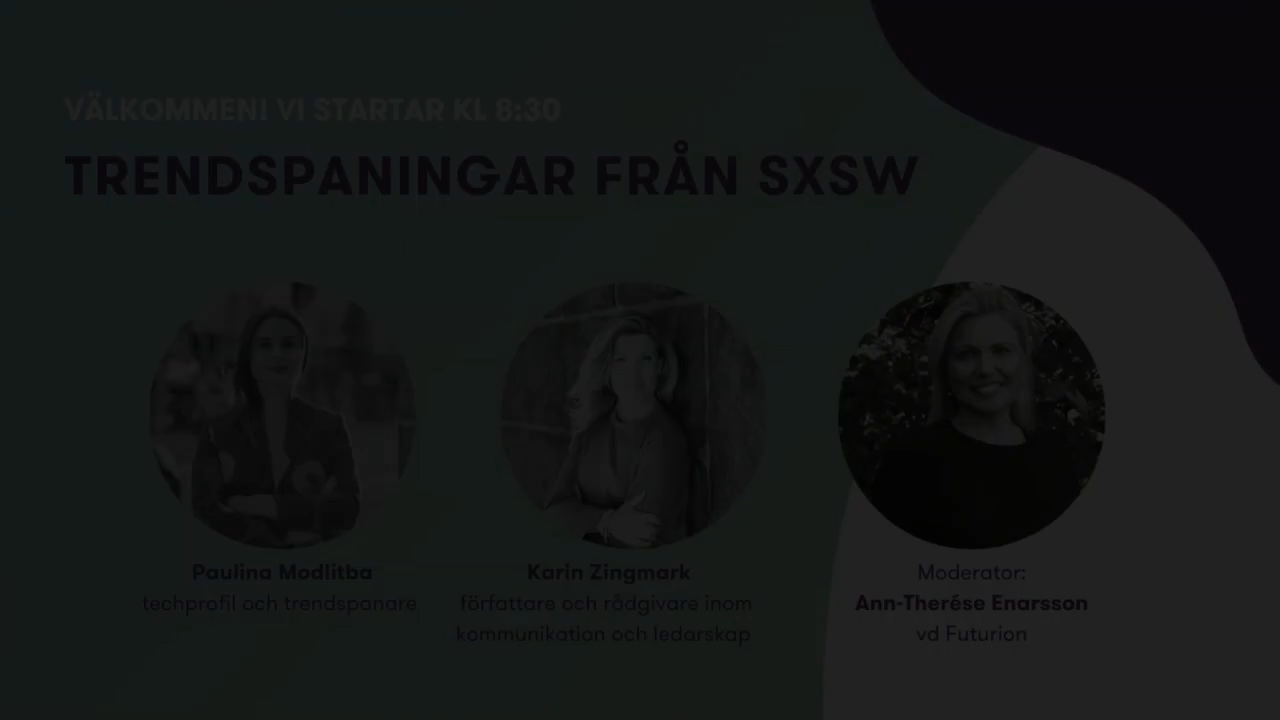 VÄLKOMMEN! VI STARTAR KL 8:30
TRENDSPANINGAR FRÅN SXSW
Paulina Modlitba
techprofil och trendspanare
Karin Zingmark
författare och rådgivare inom
kommunikation och ledarskap
Moderator:
Ann-Therése Enarsson
vd Futurion